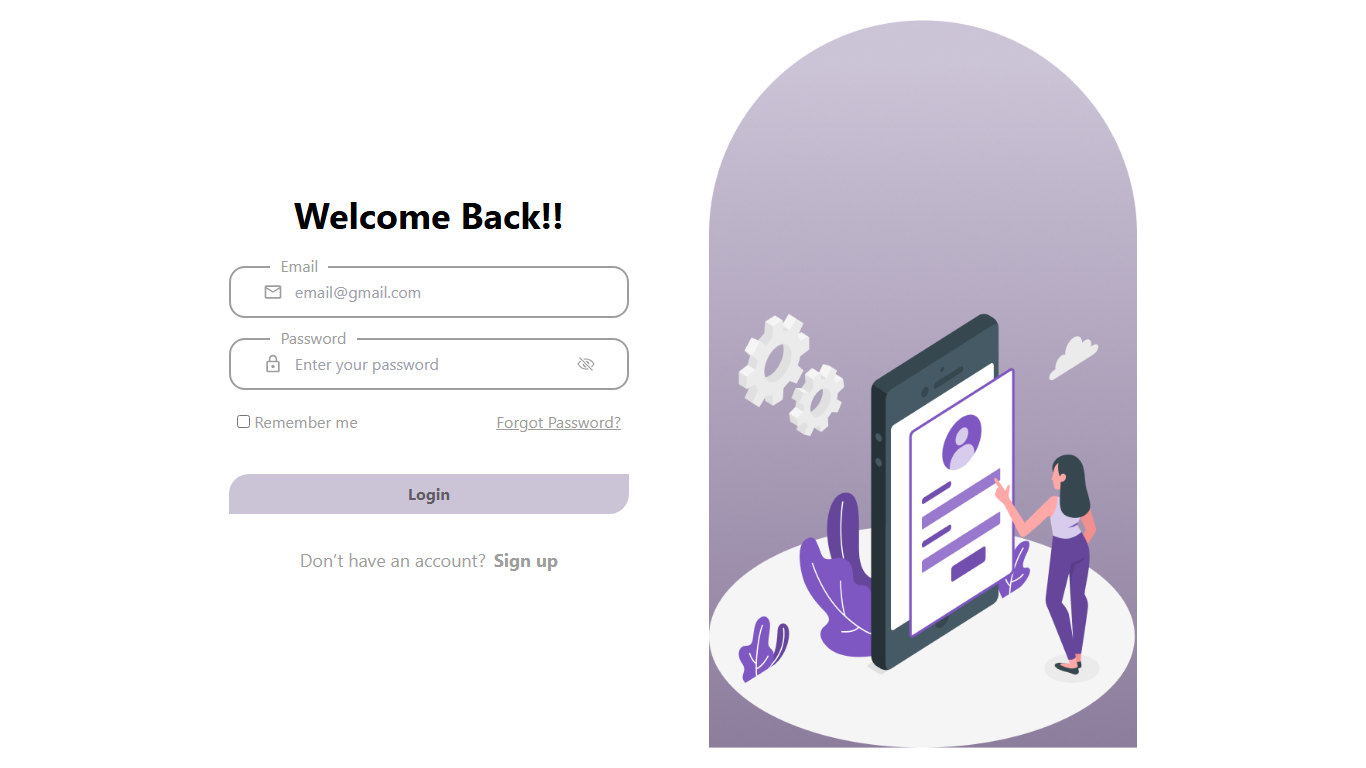 Welcome Back!!
Email
email@gmail.com
Password
Enter your password
Remember me Forgot Password?
Login
Don’t have an account? Sign up